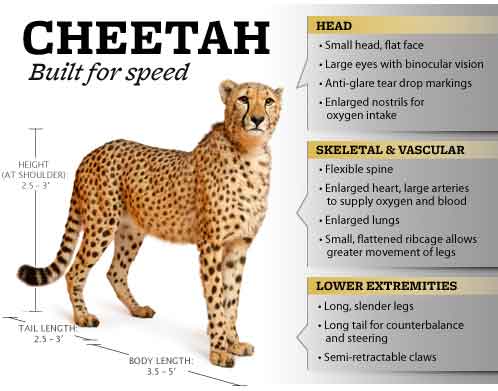 CHEETAH
Built for speed
HEIGHT
(AT SHOULDER)
2.5 - 3'
TAIL LENGTH:
2.5 - 3'
BODY LENGTH:
3.5 - 5'
HEAD
• Small head, flat face
• Large eyes with binocular vision
• Anti-glare tear drop markings
• Enlarged nostrils for
oxygen intake
SKELETAL & VASCULAR
• Flexible spine
• Enlarged heart, large arteries
to supply oxygen and blood
• Enlarged lungs
• Small, flattened ribcage allows
greater movement of legs
LOWER EXTREMITIES
• Long, slender legs
• Long tail for counterbalance
and steering
• Semi-retractable claws